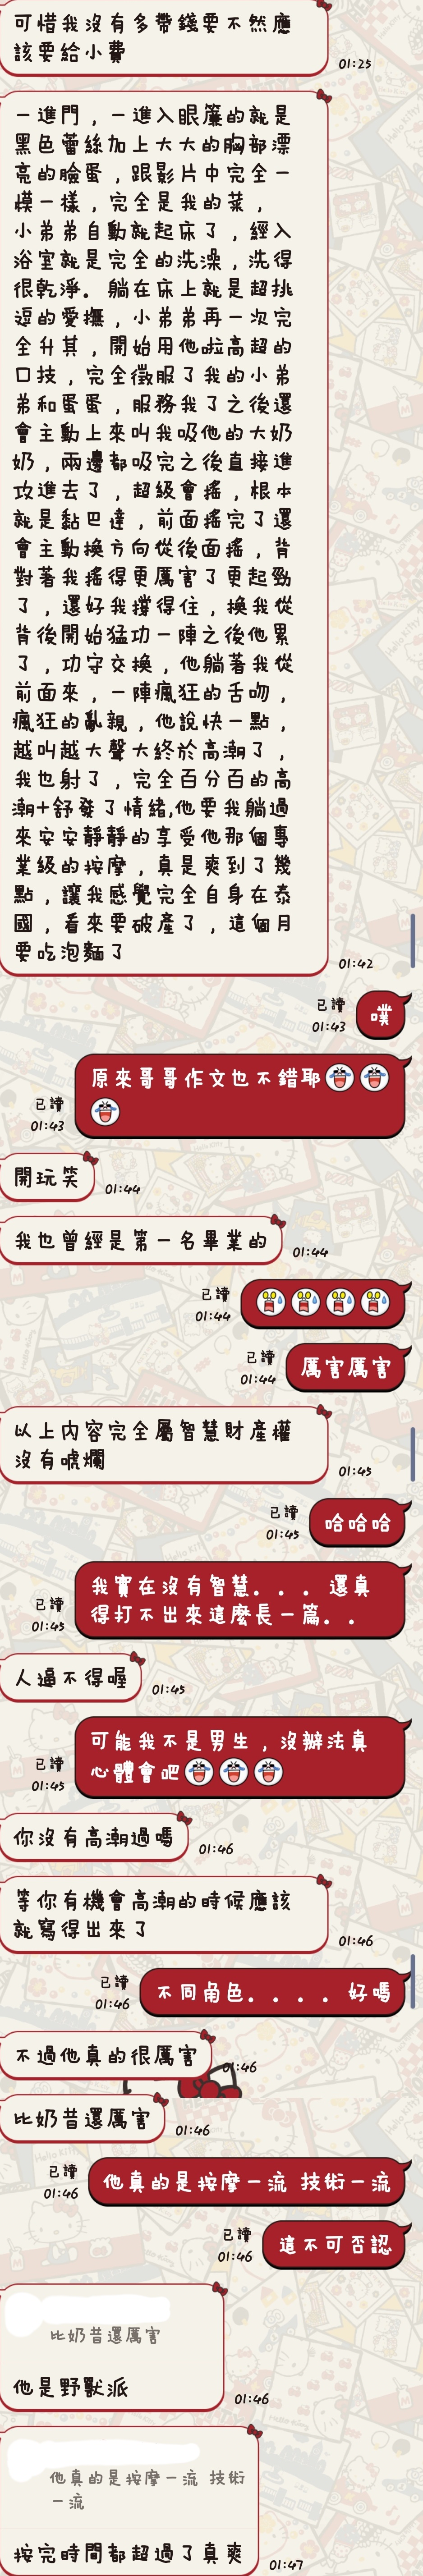 可惜我沒有多帶錢要不然應
該要給小費
01:25
一進門，一進入眼簾的就是
黑色蕾絲加上大大的胸部漂
亮的臉蛋，跟影片中完全一
模一樣，完全是我的菜，
小弟弟自動就起床了，經入
浴室就是完全的洗澡，洗得
很乾淨。躺在床上就是超挑
逗的愛撫，小弟弟再一次完
全升其，開始用他啦高超的
口技，完全徵服了我的小弟
弟和蛋蛋，服務我了之後還
會主動上來叫我吸他的大奶
奶，兩邊都吸完之後直接進
攻進去了，超級會搖，根本
就是黏巴達，前面搖完了還
會主動換方向從後面搖，背
對著我搖得更厲害了更起勁
了，還好我撐得住，換我從
背後開始猛功一陣之後他累
了，功守交換，他躺著我從
前面來，一陣瘋狂的舌吻，
瘋狂的亂親，他說快一點，
越叫越大聲大終於高潮了，
我也射了，完全百分百的高
潮+舒發了情緒,他要我躺過
來安安靜靜的享受他那個專
業級的按摩，真是爽到了幾
點，讓我感覺完全自身在泰
國，看來要破產了，這個月
要吃泡麵了
01:42
已讀
01:43
噗
原來哥哥作文也不錯耶
已讀
01:43
開玩笑
01:44
我也曾經是第一名畢業的
01:44
已讀
01:44
已讀
01:44
厲害厲害
以上內容完全屬智慧財產權
沒有唬爛
01:45
已讀
01:45
哈哈哈
我實在沒有智慧．．．還真
得打不出來這麼長一篇．．
已讀
01:45
人逼不得喔
01:45
可能我不是男生，沒辦法真
心體會吧
已讀
01:45
你沒有高潮過嗎
01:46
等你有機會高潮的時候應該
就寫得出來了
01:46
已讀
01:46
不同角色．．．．好嗎
不過他真的很厲害
01:46
比奶昔還厲害
01:46
已讀
01:46
他真的是按摩一流 技術一流
已讀
01:46
這不可否認
比奶昔還厲害
他是野獸派
01:46
他真的是按摩一流 技術
一流
按完時間都超過了真爽
01:47